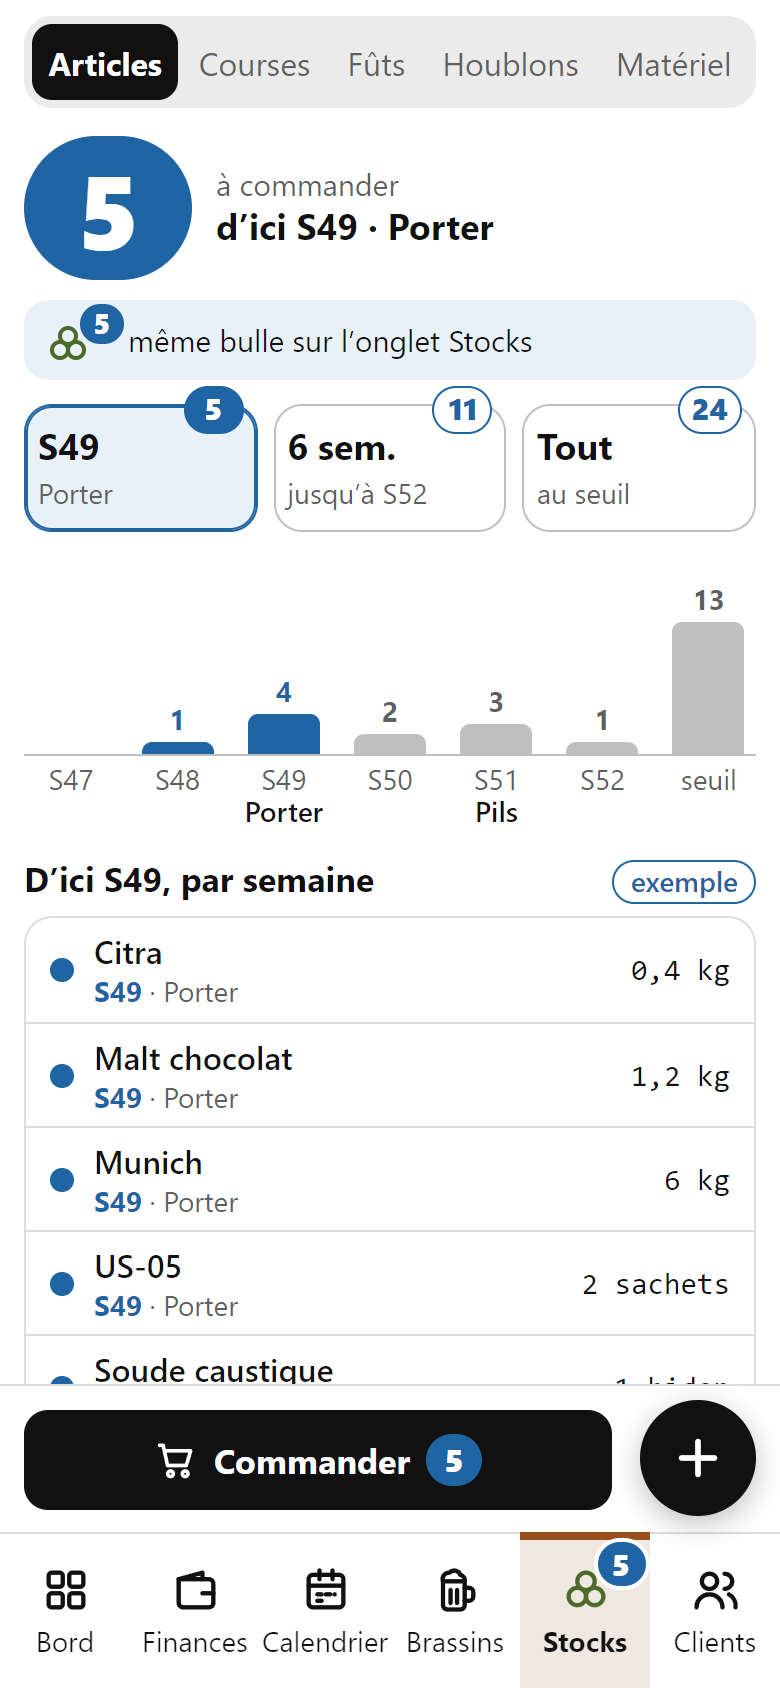 Articles Courses Fûts Houblons Matériel
5
à commander
d’ici S49 · Porter
5
même bulle sur l’onglet Stocks
5 11 24
S49 6 sem. Tout
Porter jusqu’à S52 au seuil
13
4
3
2
1 1
S47 S48 S49 S50 S51 S52 seuil
Porter Pils
D’ici S49, par semaine exemple
Citra
0,4 kg
S49 · Porter
Malt chocolat
1,2 kg
S49 · Porter
Munich
6 kg
S49 · Porter
US-05
2 sachets
S49 · Porter
Soude caustique
Commander 5
5
Bord Finances Calendrier Brassins Stocks Clients